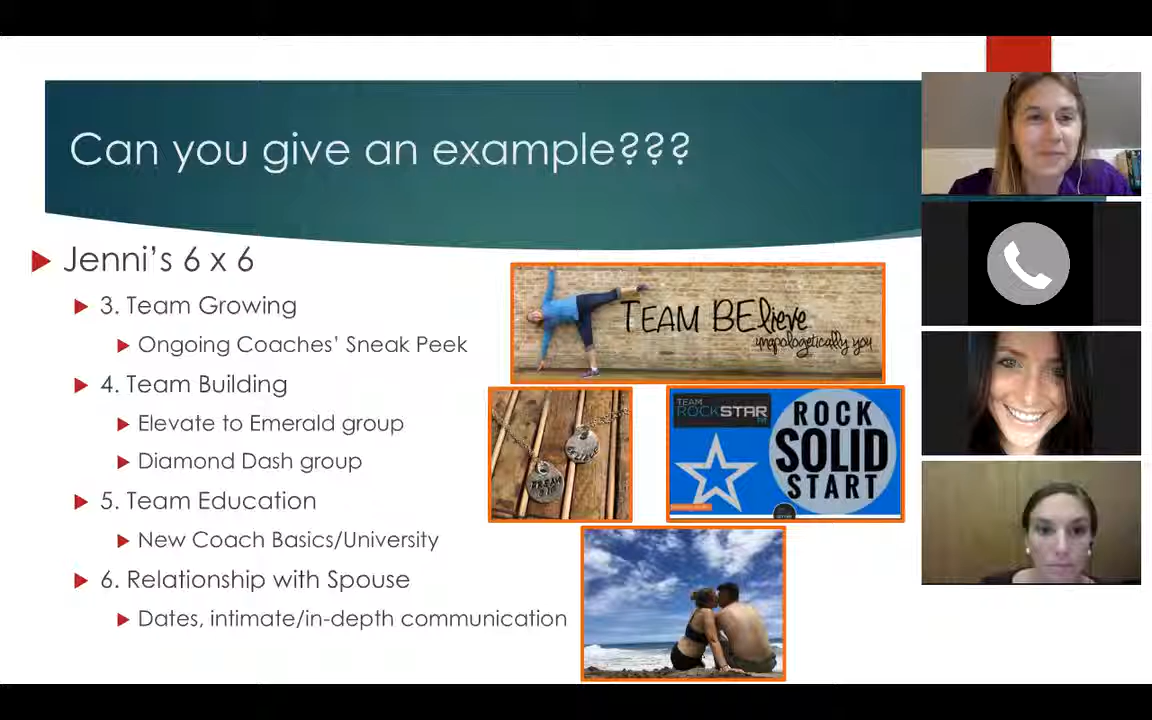 Can you give an example???
Jenni's 6 x 6
3. Team Growing
Ongoing Coaches' Sneak Peek
4. Team Building
Elevate to Emerald group
Diamond Dash group
5. Team Education
New Coach Basics/University
6. Relationship with Spouse
Dates, intimate/in-depth communication
TEAM BElieve
unapologetically you
TEAM
ROCKSTAR
ROCK
SOLID
START